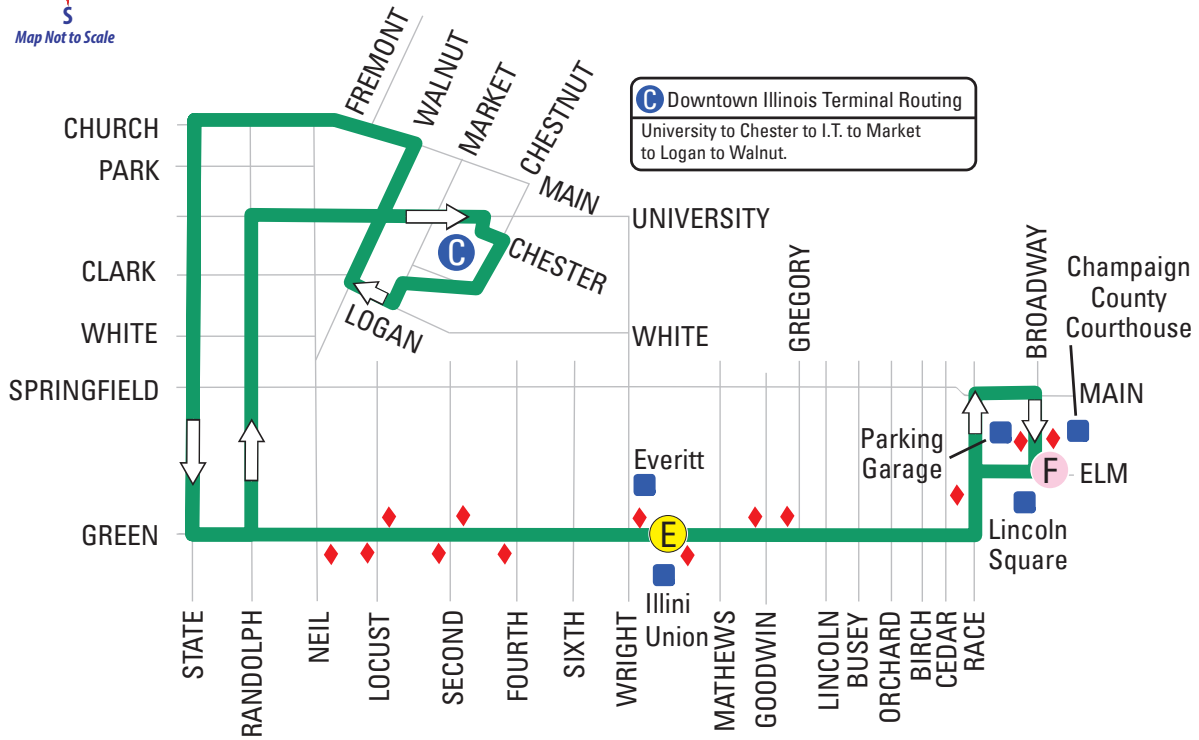 S
Map Not to Scale
FREMONT
WALNUT
MARKET
CHESTNUT
C Downtown Illinois Terminal Routing
University to Chester to I.T. to Market
to Logan to Walnut.
CHURCH
PARK
MAIN
UNIVERSITY
C
CHESTER
CLARK
LOGAN
WHITE
WHITE
GREGORY
BROADWAY
Champaign
County
Courthouse
SPRINGFIELD
MAIN
Parking
Garage
Everitt
F
ELM
GREEN
E
Lincoln
Square
Illini
Union
STATE
RANDOLPH
NEIL
LOCUST
SECOND
FOURTH
SIXTH
WRIGHT
MATHEWS
GOODWIN
LINCOLN
BUSEY
ORCHARD
BIRCH
CEDAR
RACE